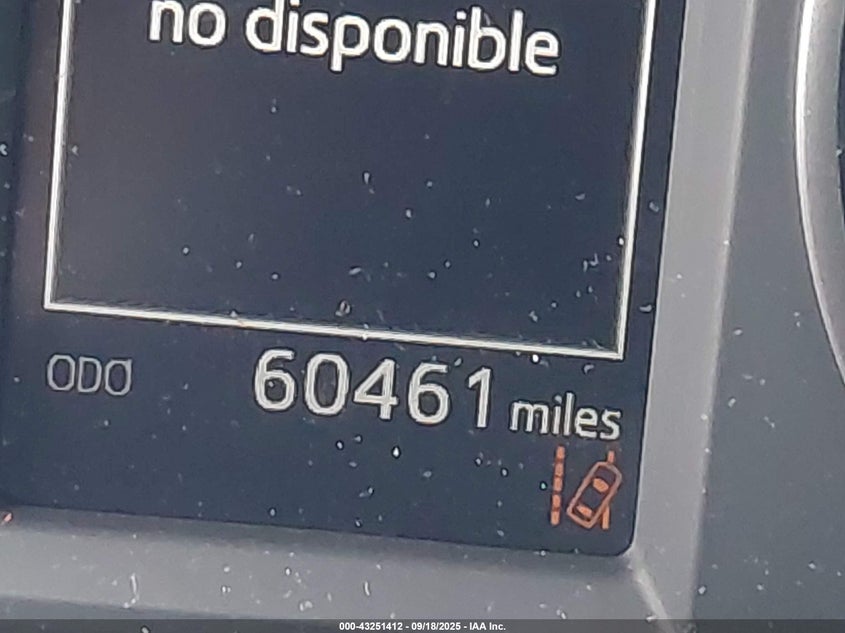 no disponible
ODO 60461 miles
000-43251412 - 09/18/2025 - IAA Inc.